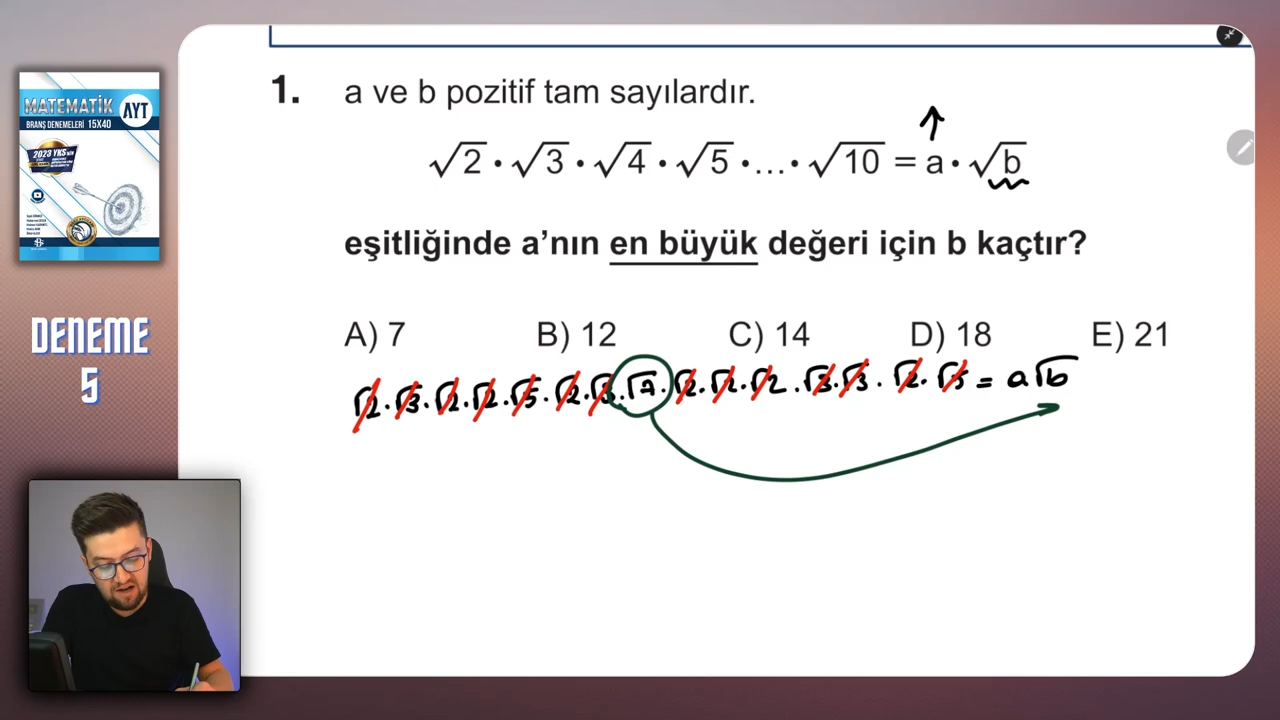 MATEMATİK
AYT
BRANŞ DENEMELERİ 15X40
2023 YKS'NİN
DENEME
5
1. a ve b pozitif tam sayılardır.
√2 · √3 · √4 · √5 · ... · √10 = a · √b
eşitliğinde a'nın en büyük değeri için b kaçtır?
A) 7 B) 12 C) 14 D) 18 E) 21
√2 · √3 · √2 · √2 · √5 · √2 · √3 · √7 · √2 · √2 · √2 · √3 · √3 · √2 · √5 = a√b